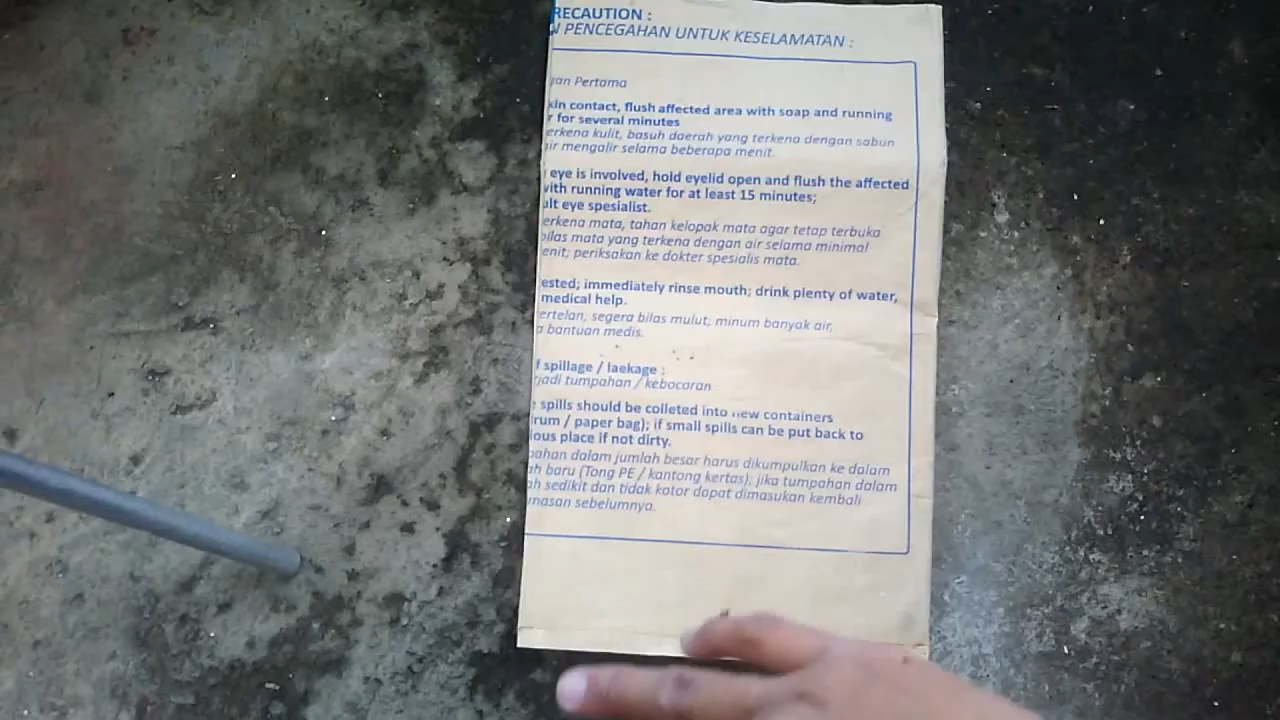 RECAUTION :
N PENCEGAHAN UNTUK KESELAMATAN :
an Pertama
kin contact, flush affected area with soap and running
r for several minutes
erkena kulit, basuh daerah yang terkena dengan sabun
air mengalir selama beberapa menit.
eye is involved, hold eyelid open and flush the affected
with running water for at least 15 minutes;
ult eye spesialist.
erkena mata, tahan kelopak mata agar tetap terbuka
bilas mata yang terkena dengan air selama minimal
enit; periksakan ke dokter spesialis mata.
ested; immediately rinse mouth; drink plenty of water,
medical help.
ertelan, segera bilas mulut; minum banyak air,
a bantuan medis.
f spillage / laekage :
rjadi tumpahan / kebocoran
e spills should be colleted into new containers
rum / paper bag); if small spills can be put back to
ious place if not dirty.
pahan dalam jumlah besar harus dikumpulkan ke dalam
ah baru (Tong PE / kantong kertas); jika tumpahan dalam
ah sedikit dan tidak kotor dapat dimasukan kembali
masan sebelumnya.